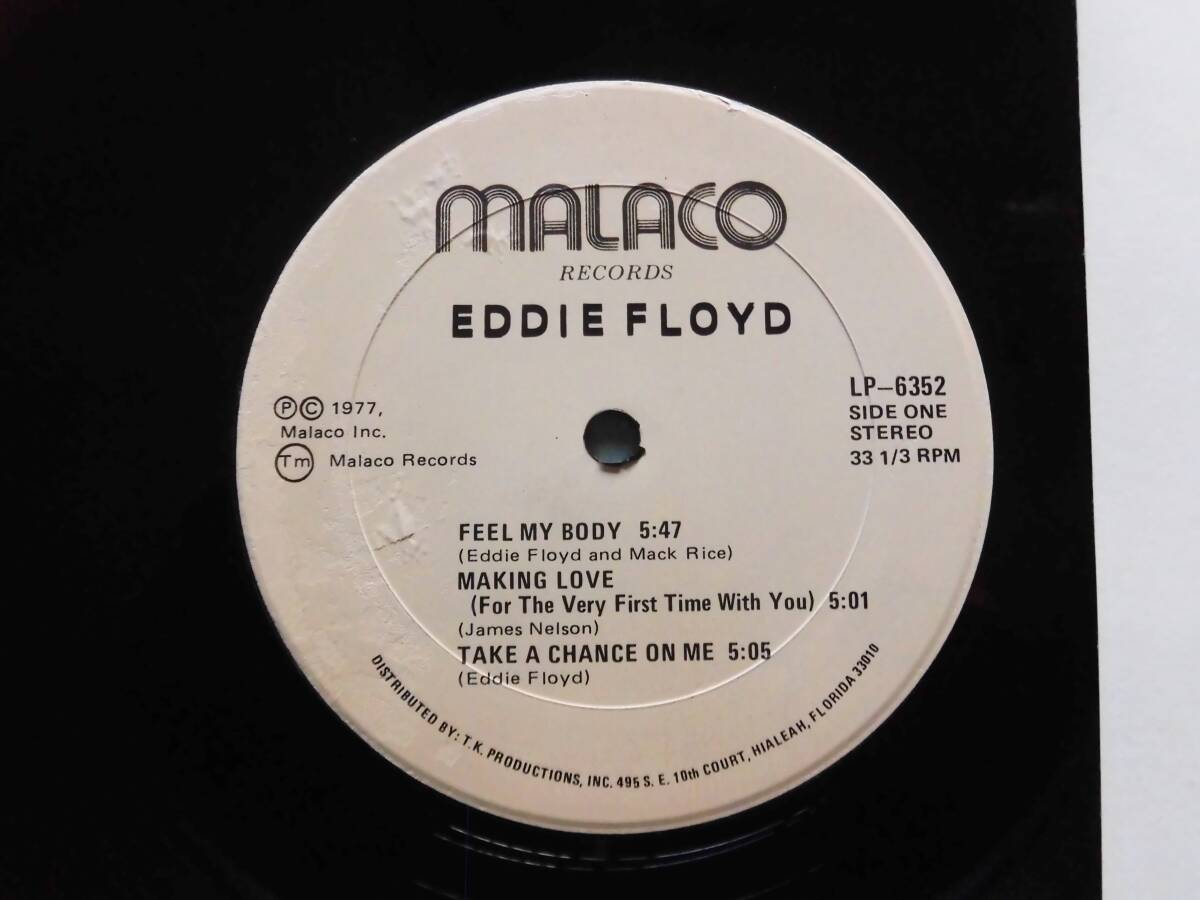 MALACO
RECORDS
EDDIE FLOYD
Ⓟ Ⓒ 1977,
Malaco Inc.
Tm Malaco Records
LP-6352
SIDE ONE
STEREO
33 1/3 RPM
FEEL MY BODY 5:47
(Eddie Floyd and Mack Rice)
MAKING LOVE
(For The Very First Time With You) 5:01
(James Nelson)
TAKE A CHANCE ON ME 5:05
(Eddie Floyd)
DISTRIBUTED BY: T.K. PRODUCTIONS, INC. 495 S. E. 10th COURT, HIALEAH, FLORIDA 33010